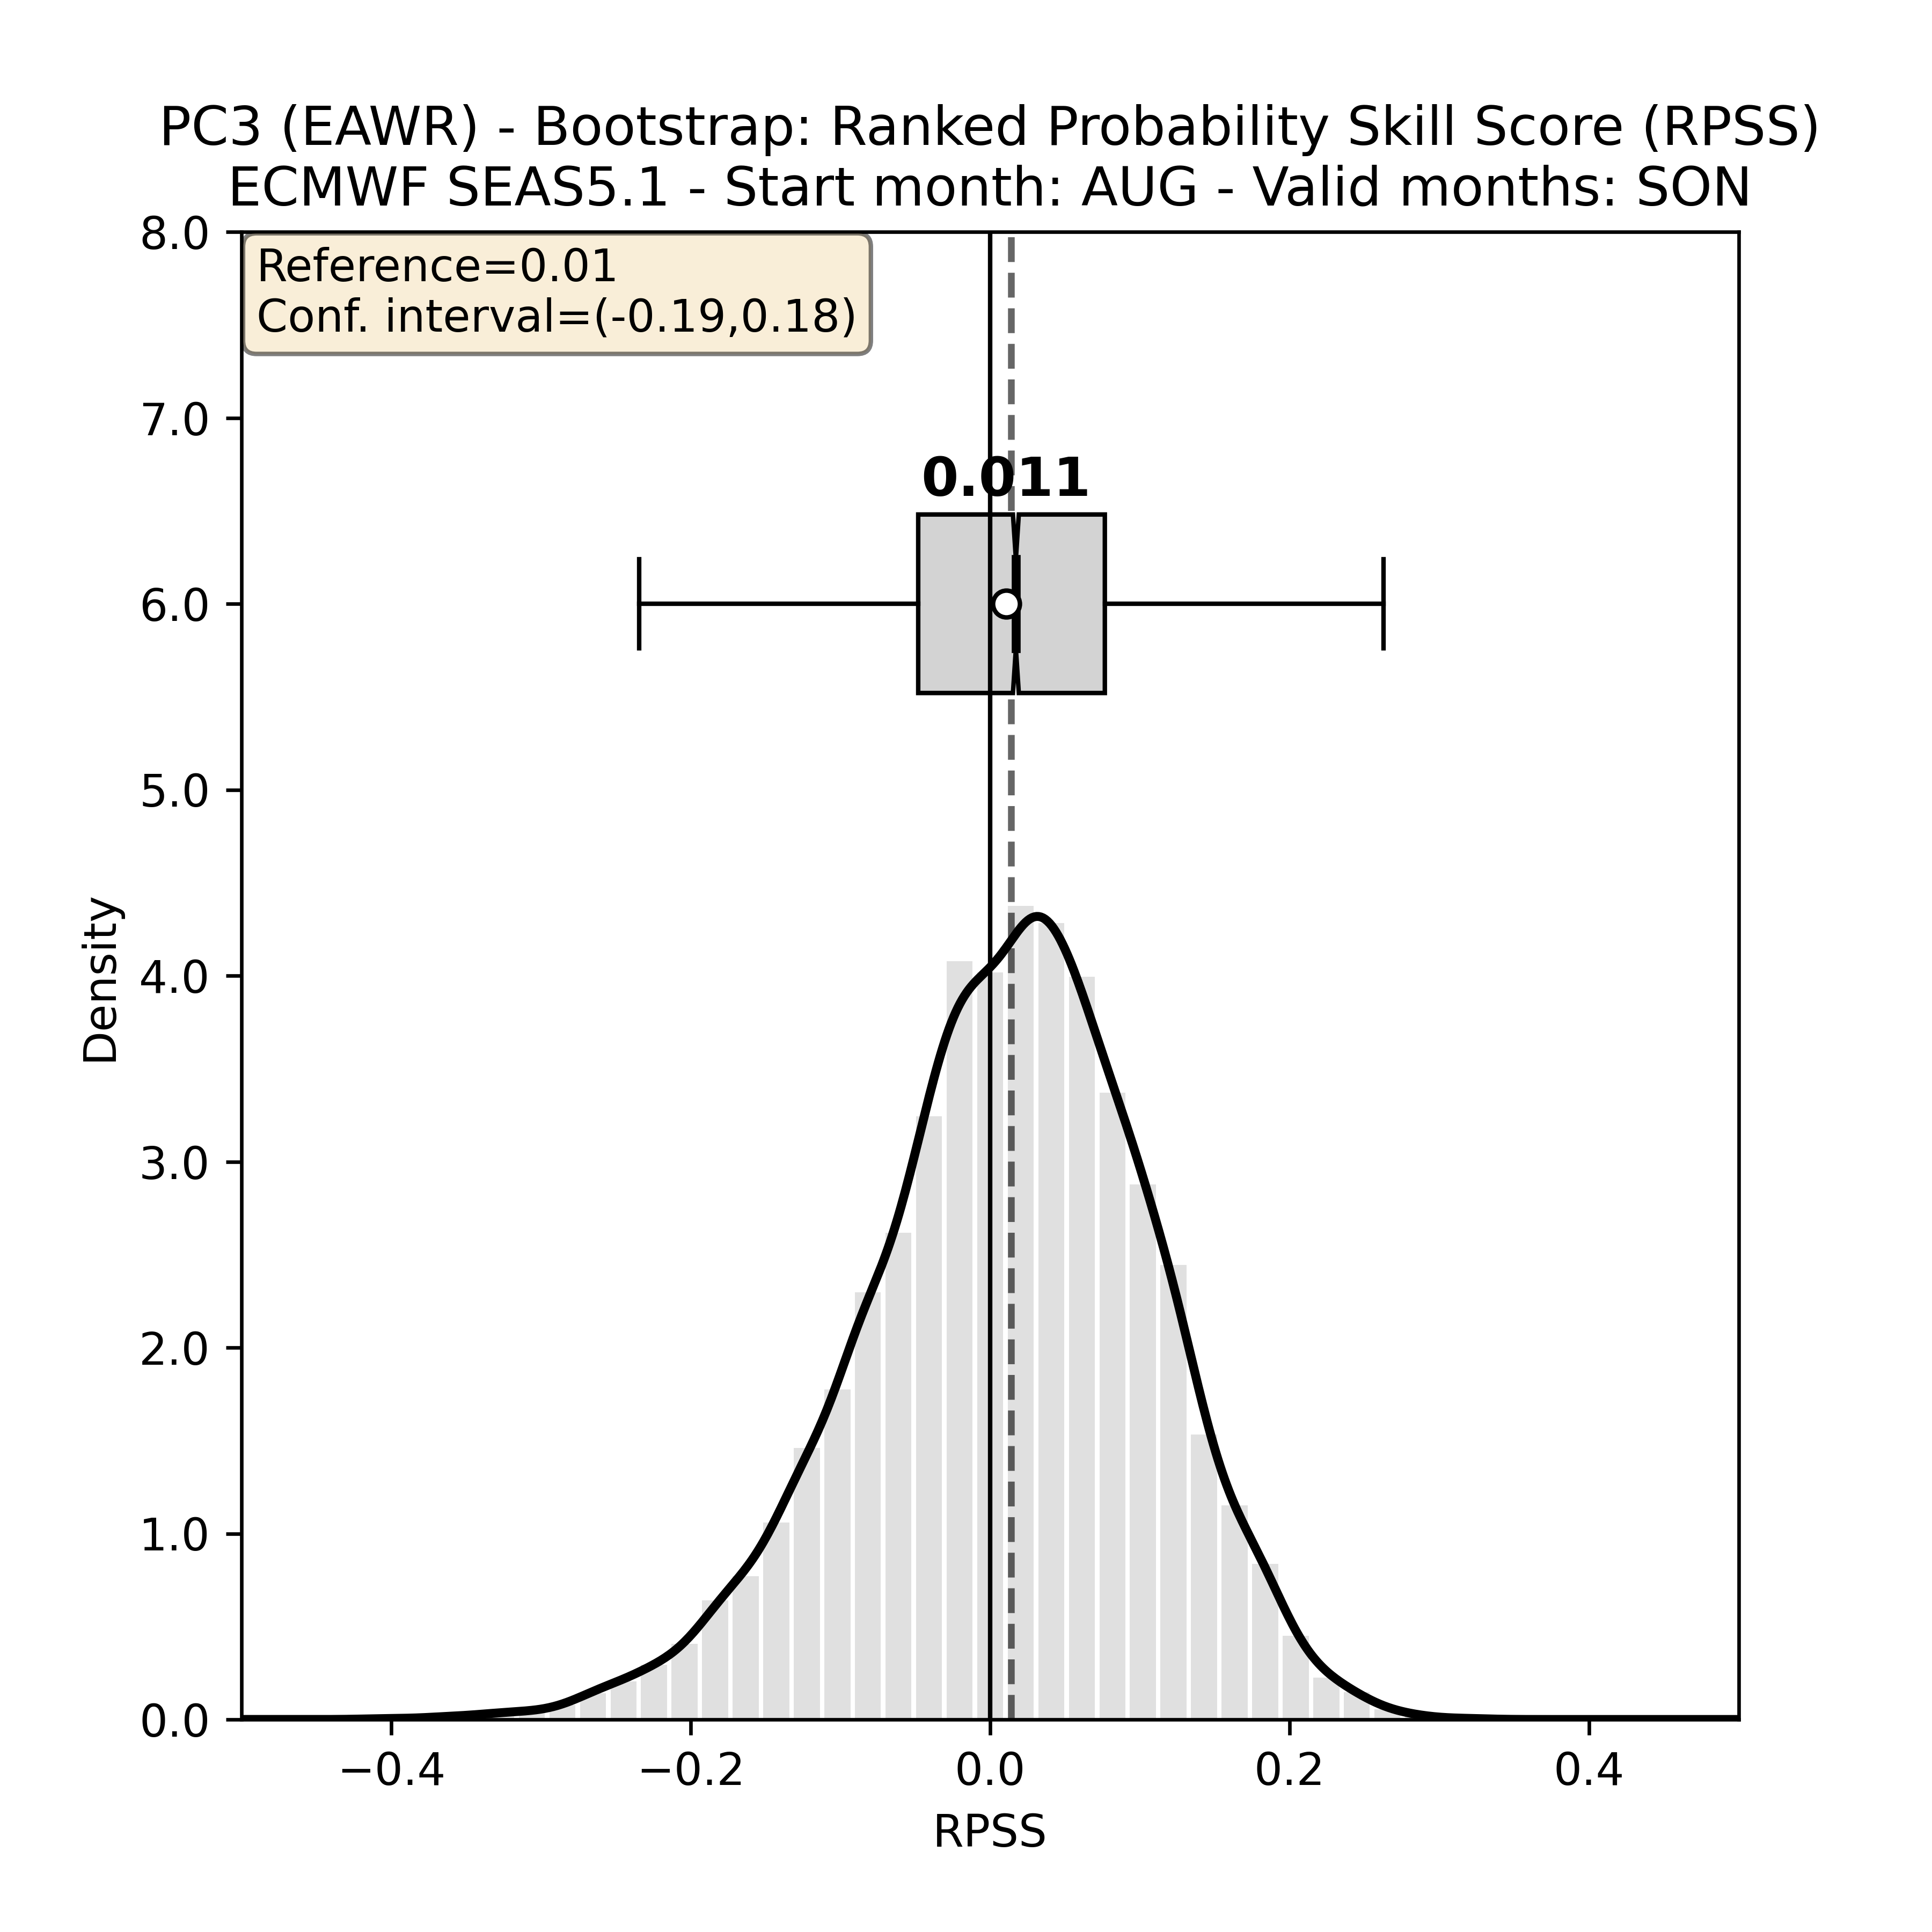 PC3 (EAWR) - Bootstrap: Ranked Probability Skill Score (RPSS)
ECMWF SEAS5.1 - Start month: AUG - Valid months: SON
8.0
Reference=0.01
Conf. interval=(-0.19,0.18)
7.0
0.011
6.0
5.0
Density
4.0
3.0
2.0
1.0
0.0
−0.4 −0.2 0.0 0.2 0.4
RPSS